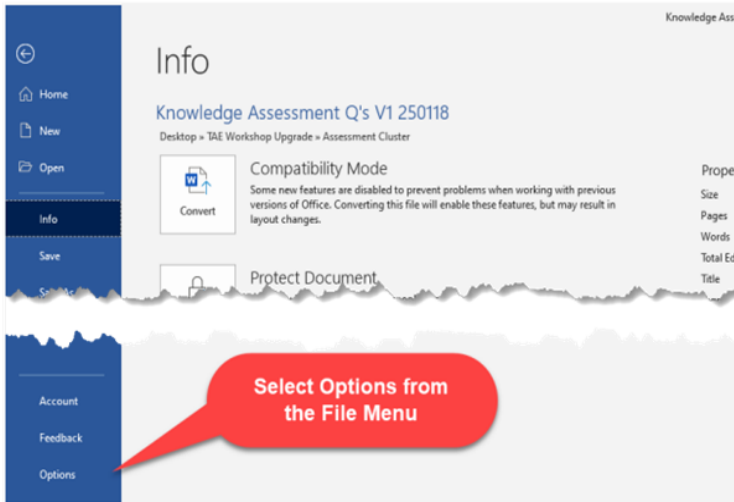 Knowledge Ass
Info
Home
New
Open
Info
Save
Save As
Account
Feedback
Options
Knowledge Assessment Q's V1 250118
Desktop » TAE Workshop Upgrade » Assessment Cluster
Convert
Compatibility Mode
Some new features are disabled to prevent problems when working with previous
versions of Office. Converting this file will enable these features, but may result in
layout changes.
Protect Document
Prope
Size
Pages
Words
Total Ed
Title
Select Options from
the File Menu